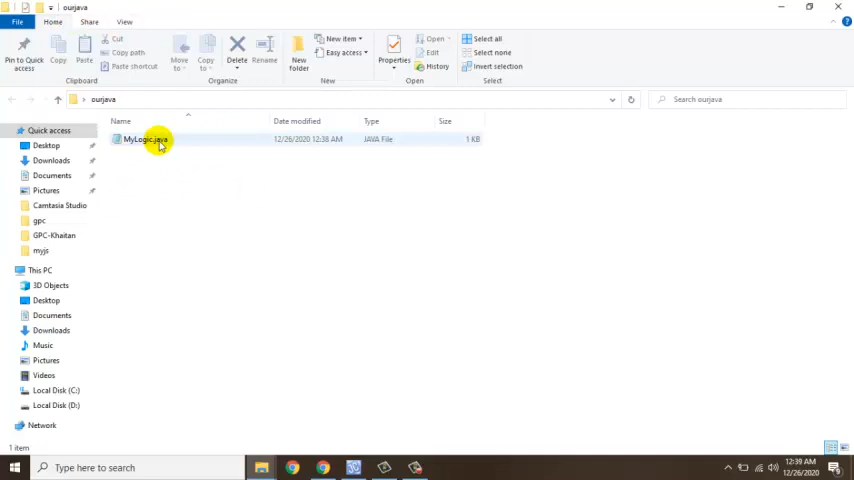 ourjava
File Home Share View
Pin to Quick access
Copy
Paste
Cut
Copy path
Paste shortcut
Clipboard
Move to
Copy to
Delete
Rename
Organize
New folder
New item
Easy access
New
Properties
Open
Edit
History
Open
Select all
Select none
Invert selection
Select
ourjava
Search ourjava
Name Date modified Type Size
MyLogic.java 12/26/2020 12:38 AM JAVA File 1 KB
Quick access
Desktop
Downloads
Documents
Pictures
Camtasia Studio
gpc
GPC-Khaitan
myjs
This PC
3D Objects
Desktop
Documents
Downloads
Music
Pictures
Videos
Local Disk (C:)
Local Disk (D:)
Network
1 item
Type here to search
12:39 AM
12/26/2020